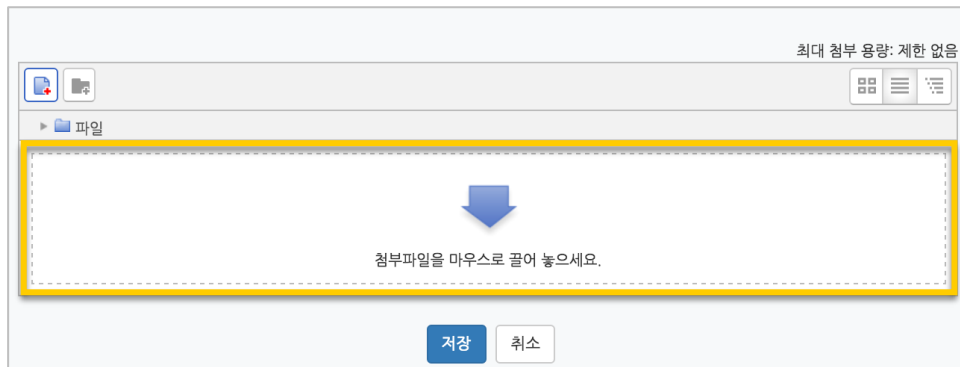 최대 첨부 용량: 제한 없음
파일
첨부파일을 마우스로 끌어 놓으세요.
저장 취소